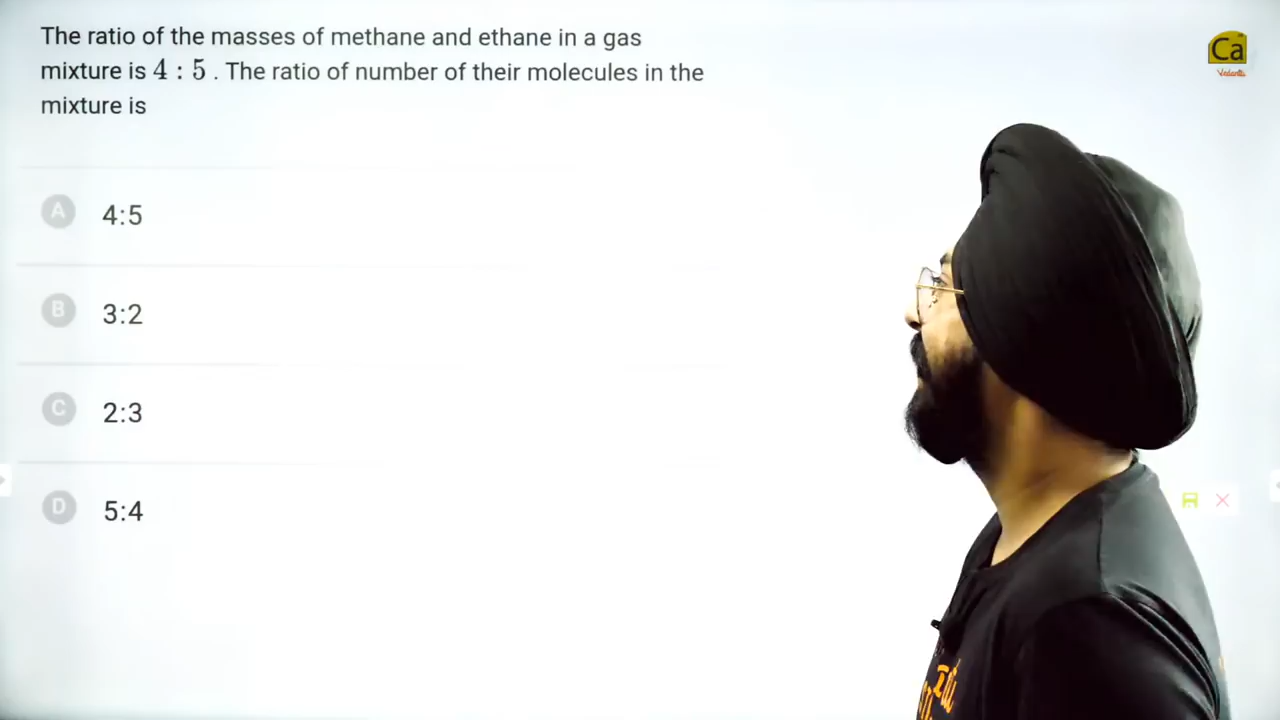 The ratio of the masses of methane and ethane in a gas
mixture is 4 : 5 . The ratio of number of their molecules in the
mixture is
A 4:5
B 3:2
C 2:3
D 5:4
Ca
Vedantu